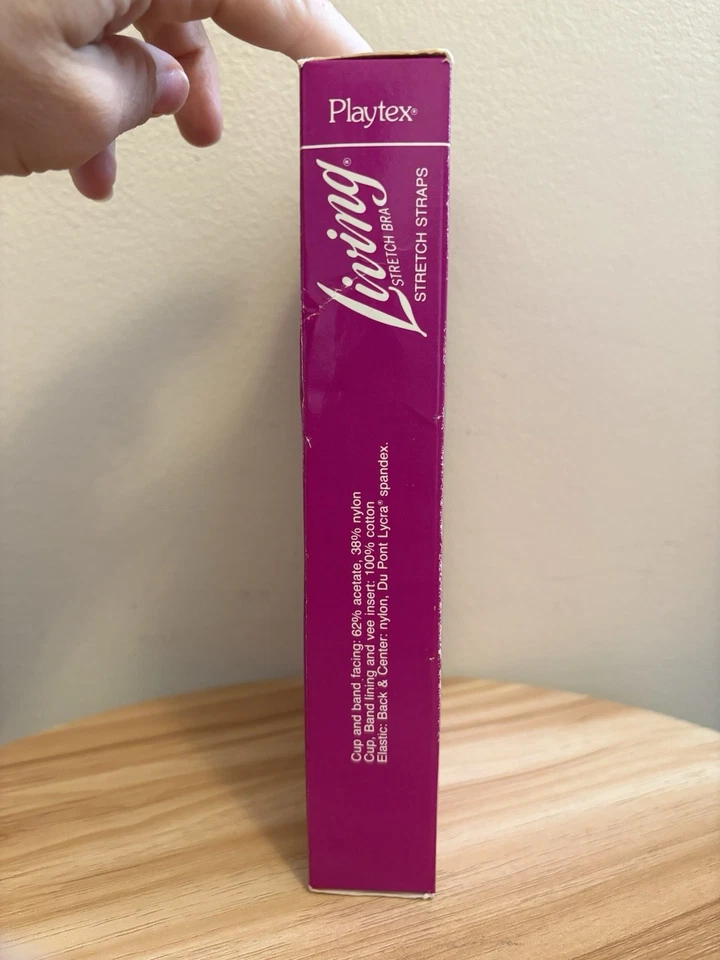 Playtex®
Living®
STRETCH BRA
STRETCH STRAPS
Cup and band facing: 62% acetate, 38% nylon
Cup, Band lining and vee insert: 100% cotton
Elastic: Back & Center: nylon, Du Pont Lycra® spandex.